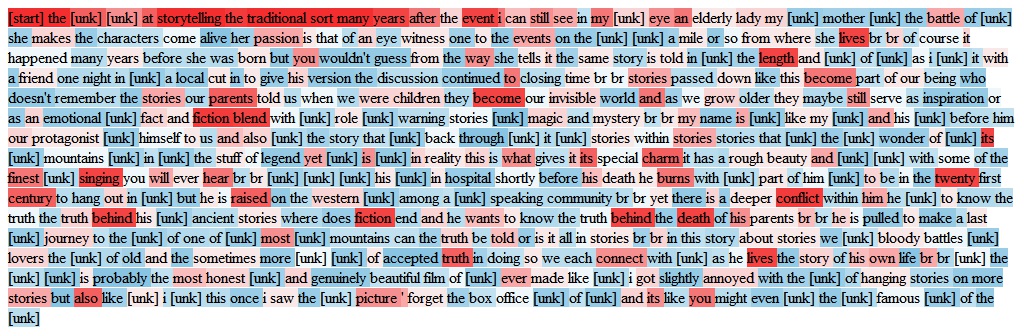 [start] the [unk] [unk] at storytelling the traditional sort many years after the event i can still see in my [unk] eye an elderly lady my [unk] mother [unk] the battle of [unk]
she makes the characters come alive her passion is that of an eye witness one to the events on the [unk] [unk] a mile or so from where she lives br br of course it
happened many years before she was born but you wouldn't guess from the way she tells it the same story is told in [unk] the length and [unk] of [unk] as i [unk] it with
a friend one night in [unk] a local cut in to give his version the discussion continued to closing time br br stories passed down like this become part of our being who
doesn't remember the stories our parents told us when we were children they become our invisible world and as we grow older they maybe still serve as inspiration or
as an emotional [unk] fact and fiction blend with [unk] role [unk] warning stories [unk] magic and mystery br br my name is [unk] like my [unk] and his [unk] before him
our protagonist [unk] himself to us and also [unk] the story that [unk] back through [unk] it [unk] stories within stories stories that [unk] the [unk] wonder of [unk] its
[unk] mountains [unk] in [unk] the stuff of legend yet [unk] is [unk] in reality this is what gives it its special charm it has a rough beauty and [unk] with some of the
finest [unk] singing you will ever hear br br [unk] [unk] [unk] his [unk] in hospital shortly before his death he burns with [unk] part of him [unk] to be in the twenty first
century to hang out in [unk] but he is raised on the western [unk] among a [unk] speaking community br br yet there is a deeper conflict within him he [unk] to know the
truth the truth behind his [unk] ancient stories where does fiction end and he wants to know the truth behind the death of his parents br br he is pulled to make a last
[unk] journey to the [unk] of one of [unk] most [unk] mountains can the truth be told or is it all in stories br br in this story about stories we [unk] bloody battles [unk]
lovers the [unk] of old and the sometimes more [unk] [unk] of accepted truth in doing so we each connect with [unk] as he lives the story of his own life br br [unk] the
[unk] [unk] is probably the most honest [unk] and genuinely beautiful film of [unk] ever made like [unk] i got slightly annoyed with the [unk] of hanging stories on more
stories but also like [unk] i [unk] this once i saw the [unk] picture ' forget the box office [unk] of [unk] and its like you might even [unk] the [unk] famous [unk] of the
[unk]